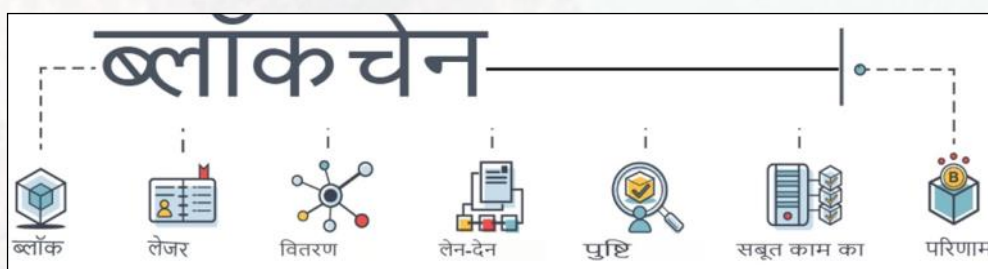 ब्लॉकचेन
i i i i i
B
ब्लॉक लेजर वितरण लेन-देन पुष्टि सबूत काम का परिणाम